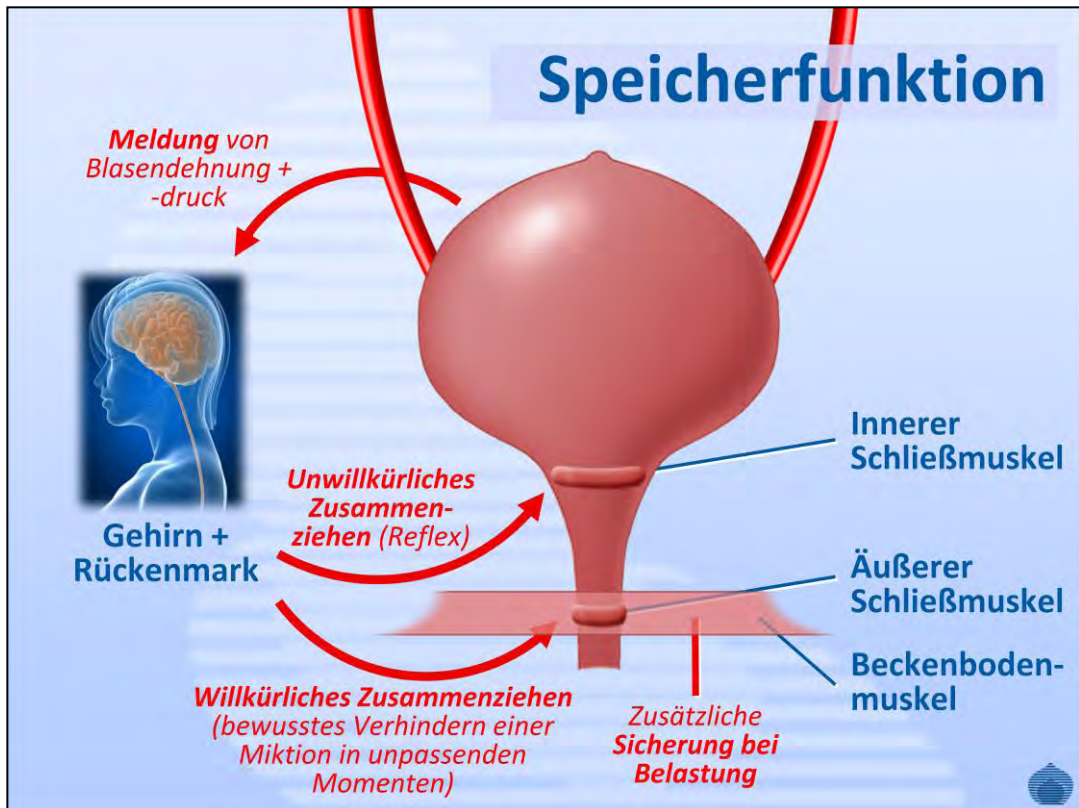 Speicherfunktion
Meldung von
Blasendehnung +
-druck
Gehirn +
Rückenmark
Unwillkürliches
Zusammen-
ziehen (Reflex)
Innerer
Schließmuskel
Äußerer
Schließmuskel
Beckenboden-
muskel
Willkürliches Zusammenziehen
(bewusstes Verhindern einer
Miktion in unpassenden
Momenten)
Zusätzliche
Sicherung bei
Belastung